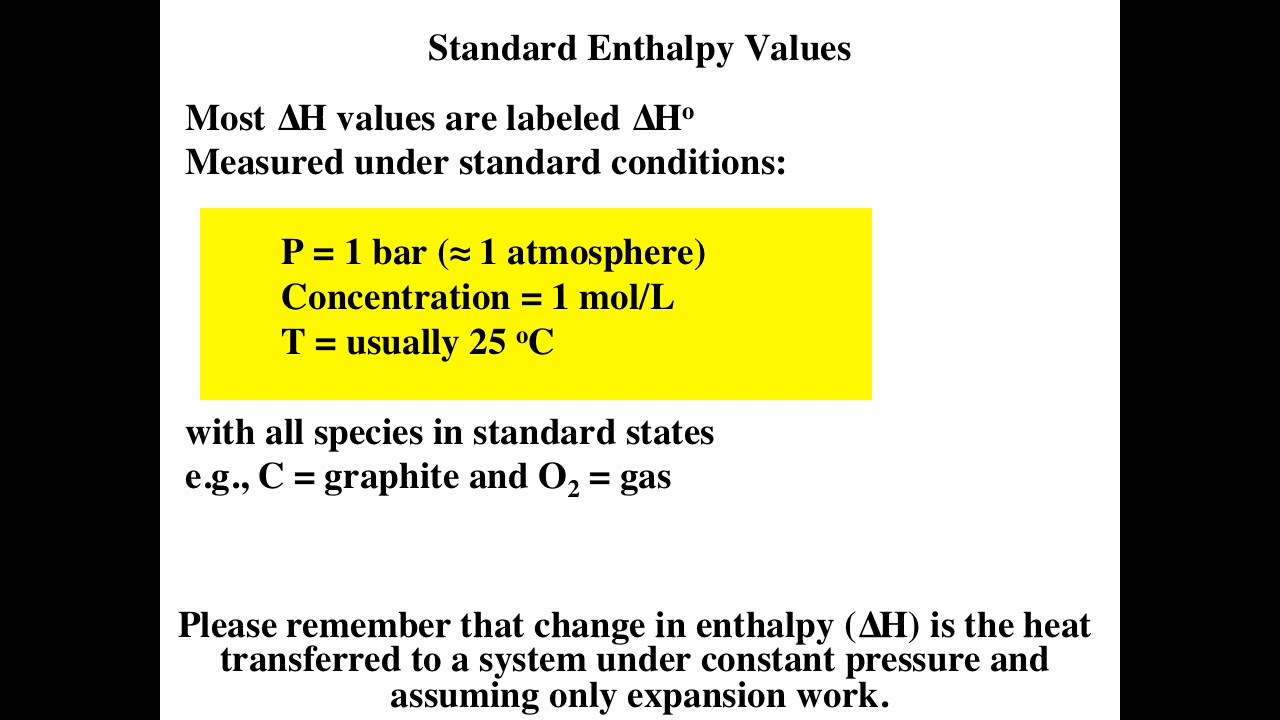 Standard Enthalpy Values
Most ΔH values are labeled ΔHº
Measured under standard conditions:
P = 1 bar (≈ 1 atmosphere)
Concentration = 1 mol/L
T = usually 25 ºC
with all species in standard states
e.g., C = graphite and O₂ = gas
Please remember that change in enthalpy (ΔH) is the heat
transferred to a system under constant pressure and
assuming only expansion work.